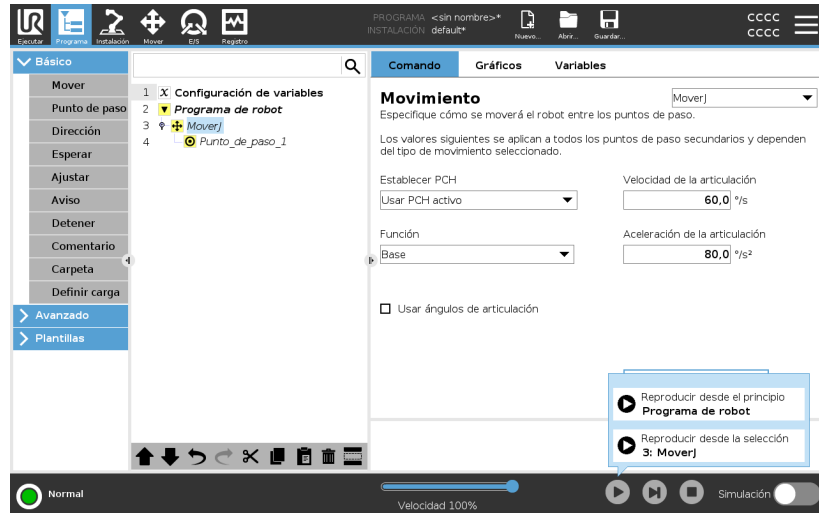 UR
Ejecutar
Programa
Instalación
Mover
E/S
Registro
PROGRAMA <sin nombre>*
INSTALACIÓN default*
Nuevo...
Abrir...
Guardar...
CCCC
CCCC
Básico
Mover
Punto de paso
Dirección
Esperar
Ajustar
Aviso
Detener
Comentario
Carpeta
Definir carga
Avanzado
Plantillas
1 X Configuración de variables
2 Programa de robot
3 MoverJ
4 Punto_de_paso_1
Comando Gráficos Variables
Movimiento
MoverJ
Especifique cómo se moverá el robot entre los puntos de paso.
Los valores siguientes se aplican a todos los puntos de paso secundarios y dependen
del tipo de movimiento seleccionado.
Establecer PCH
Usar PCH activo
Velocidad de la articulación
60,0 °/s
Función
Base
Aceleración de la articulación
80,0 °/s²
Usar ángulos de articulación
Reproducir desde el principio
Programa de robot
Reproducir desde la selección
3: MoverJ
Normal
Velocidad 100%
Simulación